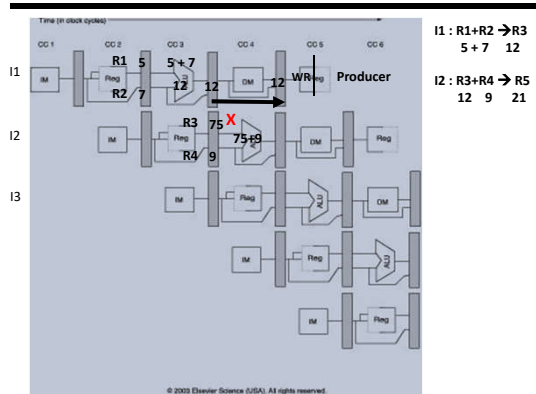 Time (in clock cycles)
CC 1 CC 2 CC 3 CC 4 CC 5 CC 6
I1 : R1+R2 → R3
5 + 7 12
I2 : R3+R4 → R5
12 9 21
I1 IM R1 Reg R2 5 7 5 + 7 ALU 12 12 DM 12 WR Reg Producer
I2 IM R3 Reg R4 75 9 X 75+9 ALU DM Reg
I3 IM Reg ALU DM
IM Reg ALU
IM Reg
© 2003 Elsevier Science (USA). All rights reserved.